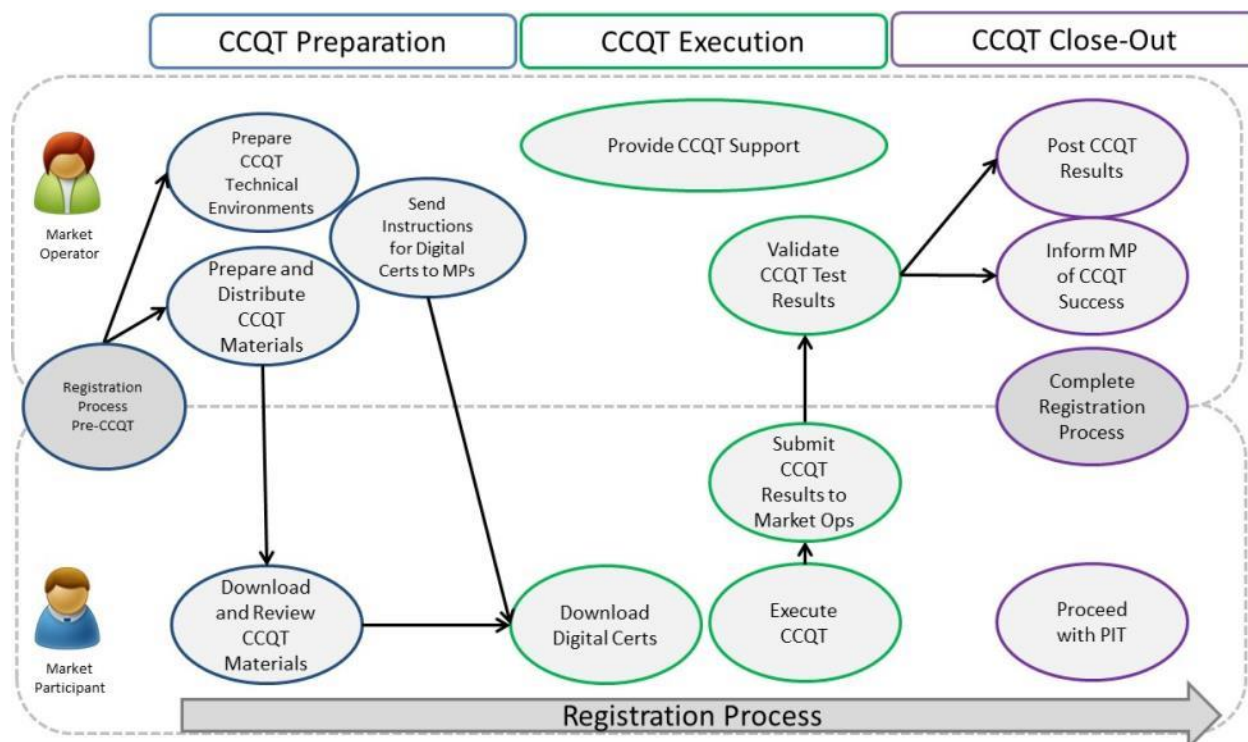 CCQT Preparation
CCQT Execution
CCQT Close-Out
Market
Operator
Prepare
CCQT
Technical
Environments
Send
Instructions
for Digital
Certs to MPs
Prepare and
Distribute
CCQT
Materials
Registration
Process
Pre-CCQT
Provide CCQT Support
Validate
CCQT Test
Results
Post CCQT
Results
Inform MP
of CCQT
Success
Complete
Registration
Process
Submit
CCQT
Results to
Market Ops
Market
Participant
Download
and Review
CCQT
Materials
Download
Digital Certs
Execute
CCQT
Proceed
with PIT
Registration Process